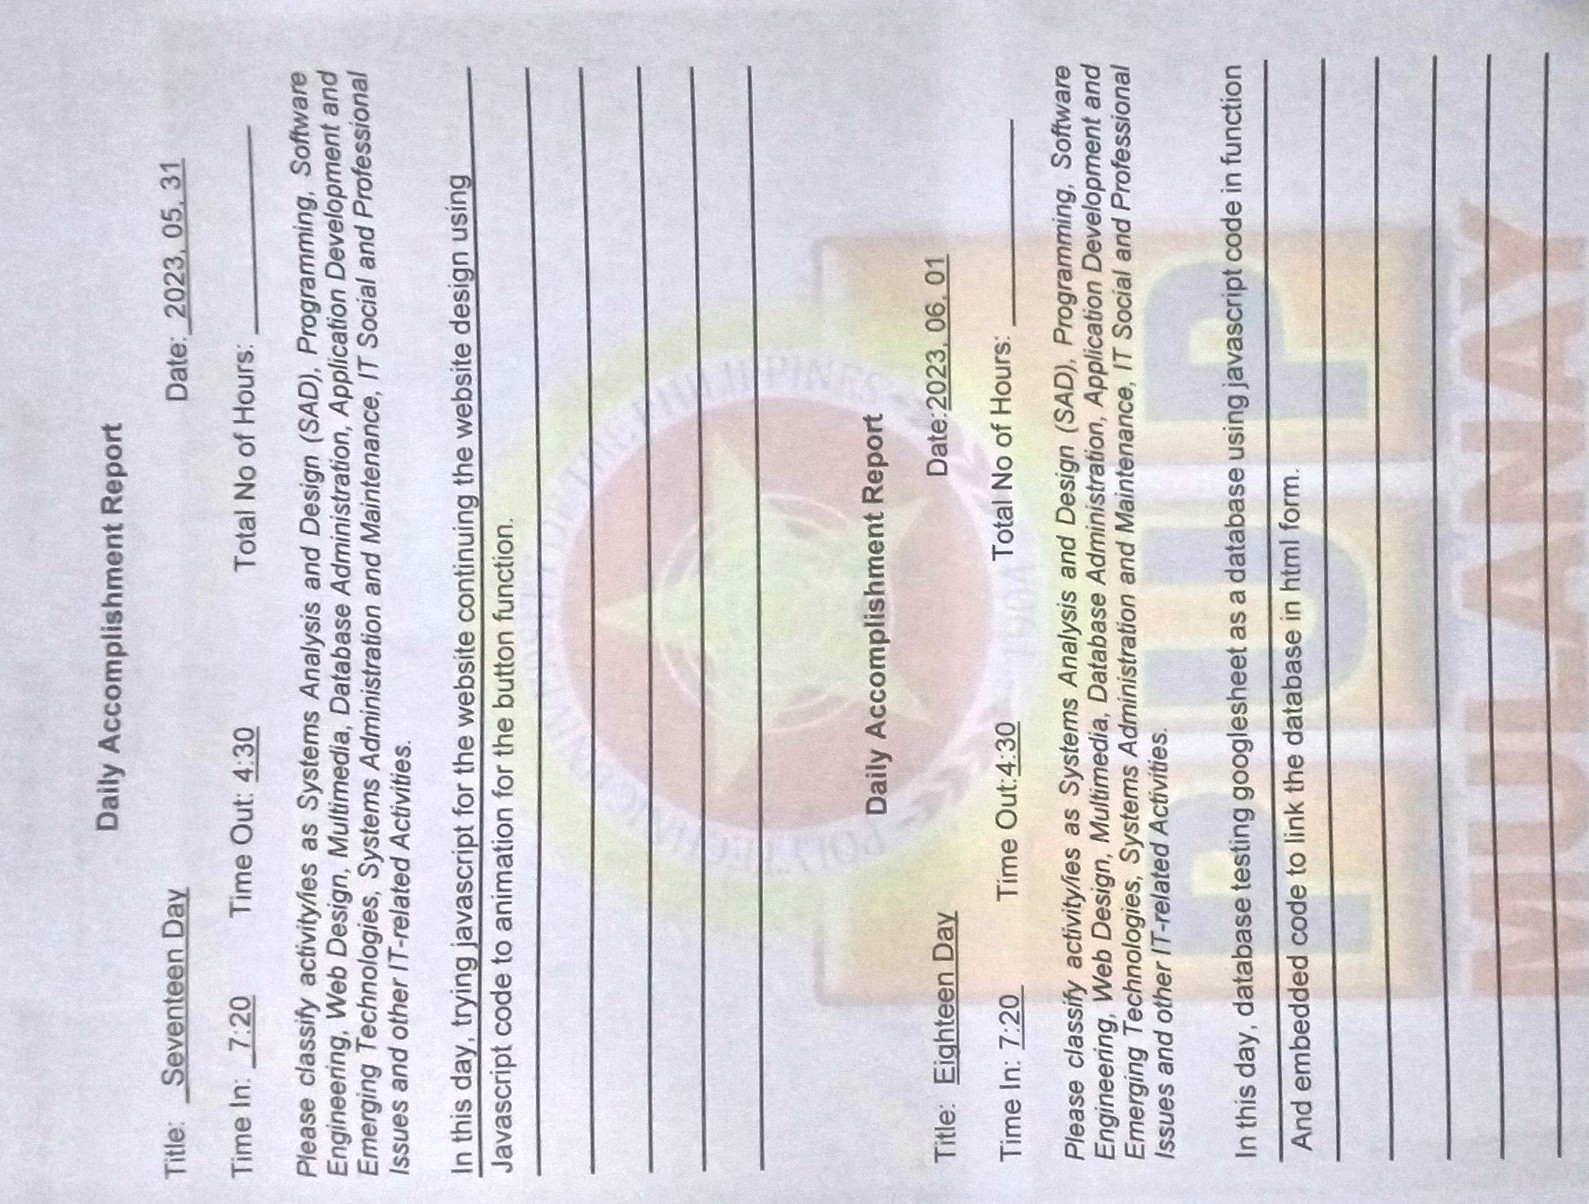 Daily Accomplishment Report
Title: Seventeen Day Date: 2023, 05, 31
Time In: 7:20 Time Out: 4:30 Total No of Hours:
Please classify activity/ies as Systems Analysis and Design (SAD), Programming, Software
Engineering, Web Design, Multimedia, Database Administration, Application Development and
Emerging Technologies, Systems Administration and Maintenance, IT Social and Professional
Issues and other IT-related Activities.
In this day, trying javascript for the website continuing the website design using
Javascript code to animation for the button function.
POLYTECHNIC UNIVERSITY OF THE PHILIPPINES
Daily Accomplishment Report
Title: Eighteen Day Date:2023, 06, 01
Time In: 7:20 Time Out:4:30 Total No of Hours:
1904
Please classify activity/ies as Systems Analysis and Design (SAD), Programming, Software
Engineering, Web Design, Multimedia, Database Administration, Application Development and
Emerging Technologies, Systems Administration and Maintenance, IT Social and Professional
Issues and other IT-related Activities.
PUP
In this day, database testing googlesheet as a database using javascript code in function
And embedded code to link the database in html form.
MULANAY